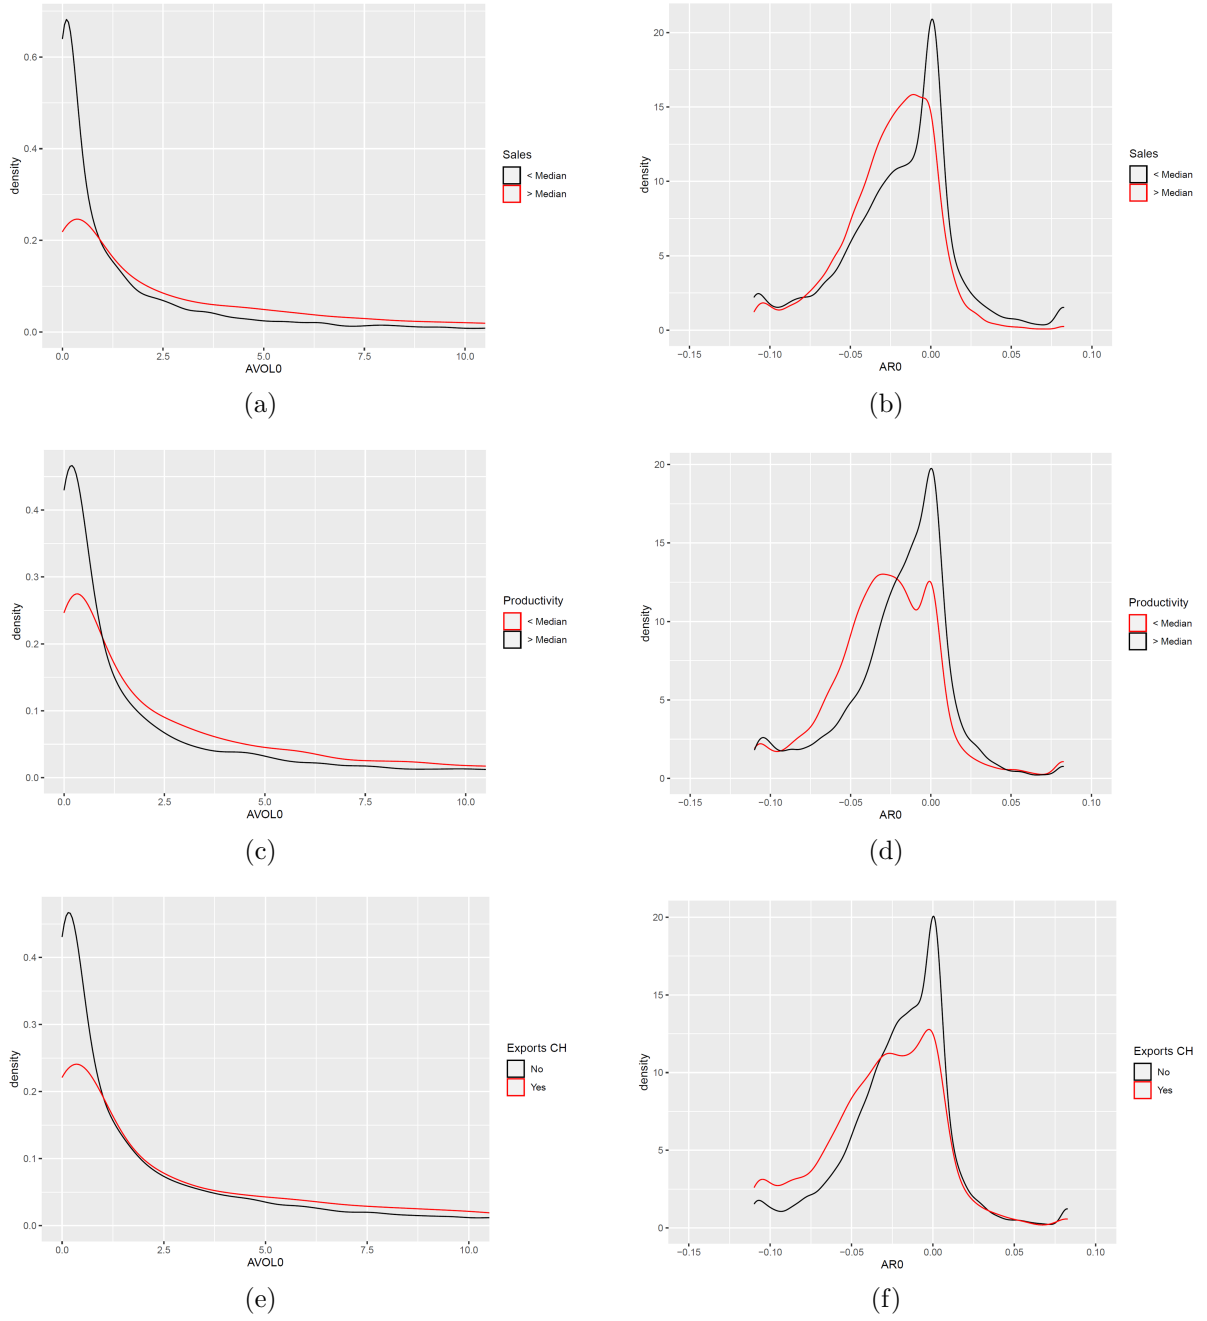 density
0.6
0.4
0.2
0.0
0.0 2.5 5.0 7.5 10.0
AVOL0
Sales
< Median
> Median
(a)
density
20
15
10
5
0
−0.15 −0.10 −0.05 0.00 0.05 0.10
AR0
Sales
< Median
> Median
(b)
density
0.4
0.3
0.2
0.1
0.0
0.0 2.5 5.0 7.5 10.0
AVOL0
Productivity
< Median
> Median
(c)
density
20
15
10
5
0
−0.15 −0.10 −0.05 0.00 0.05 0.10
AR0
Productivity
< Median
> Median
(d)
density
0.4
0.3
0.2
0.1
0.0
0.0 2.5 5.0 7.5 10.0
AVOL0
Exports CH
No
Yes
(e)
density
20
15
10
5
0
−0.15 −0.10 −0.05 0.00 0.05 0.10
AR0
Exports CH
No
Yes
(f)